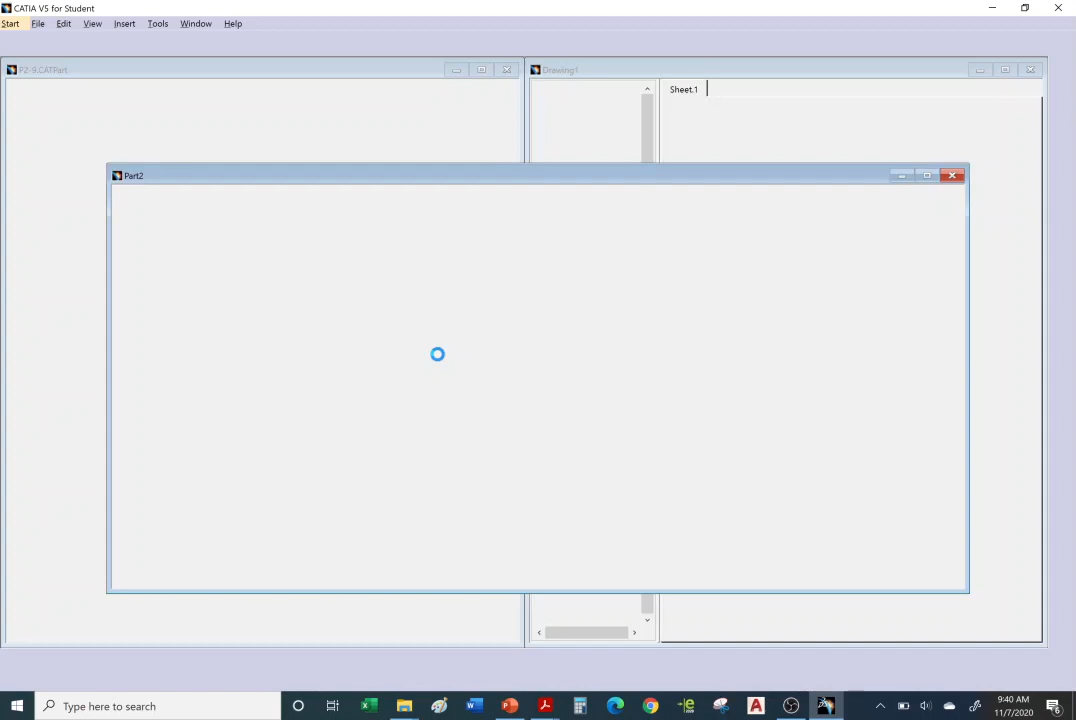 CATIA V5 for Student
Start File Edit View Insert Tools Window Help
P2-9.CATPart
Drawing1
Sheet.1
Part2
Type here to search
9:40 AM
11/7/2020
6